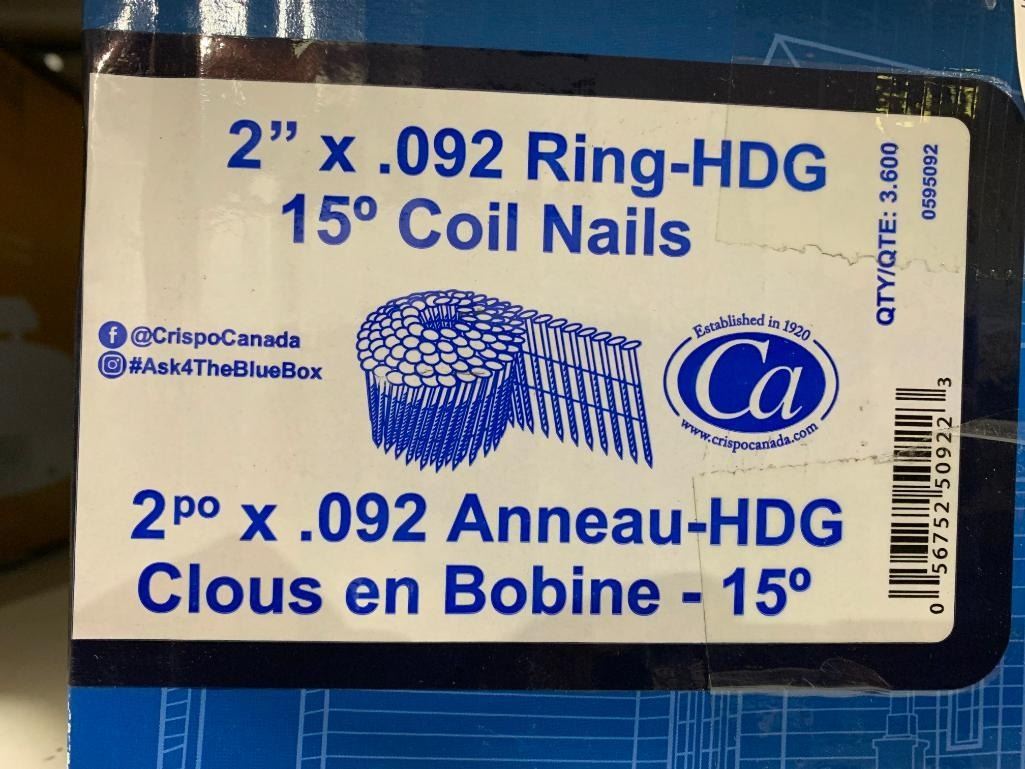 2” x .092 Ring-HDG
15º Coil Nails
QTY/QTE: 3.600
0595092
f @CrispoCanada
#Ask4TheBlueBox
Established in 1920
Ca
www.crispocanada.com
2po x .092 Anneau-HDG
Clous en Bobine - 15º
0 56752 50922 3